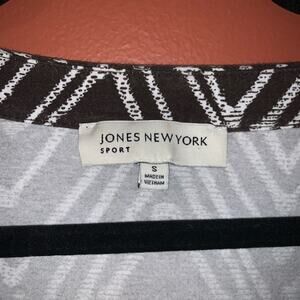 JONES NEW YORK
SPORT
S
MADE IN
VIETNAM